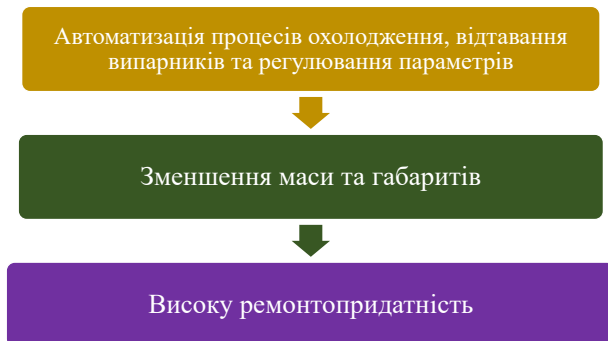 Автоматизація процесів охолодження, відтавання
випарників та регулювання параметрів
Зменшення маси та габаритів
Високу ремонтопридатність